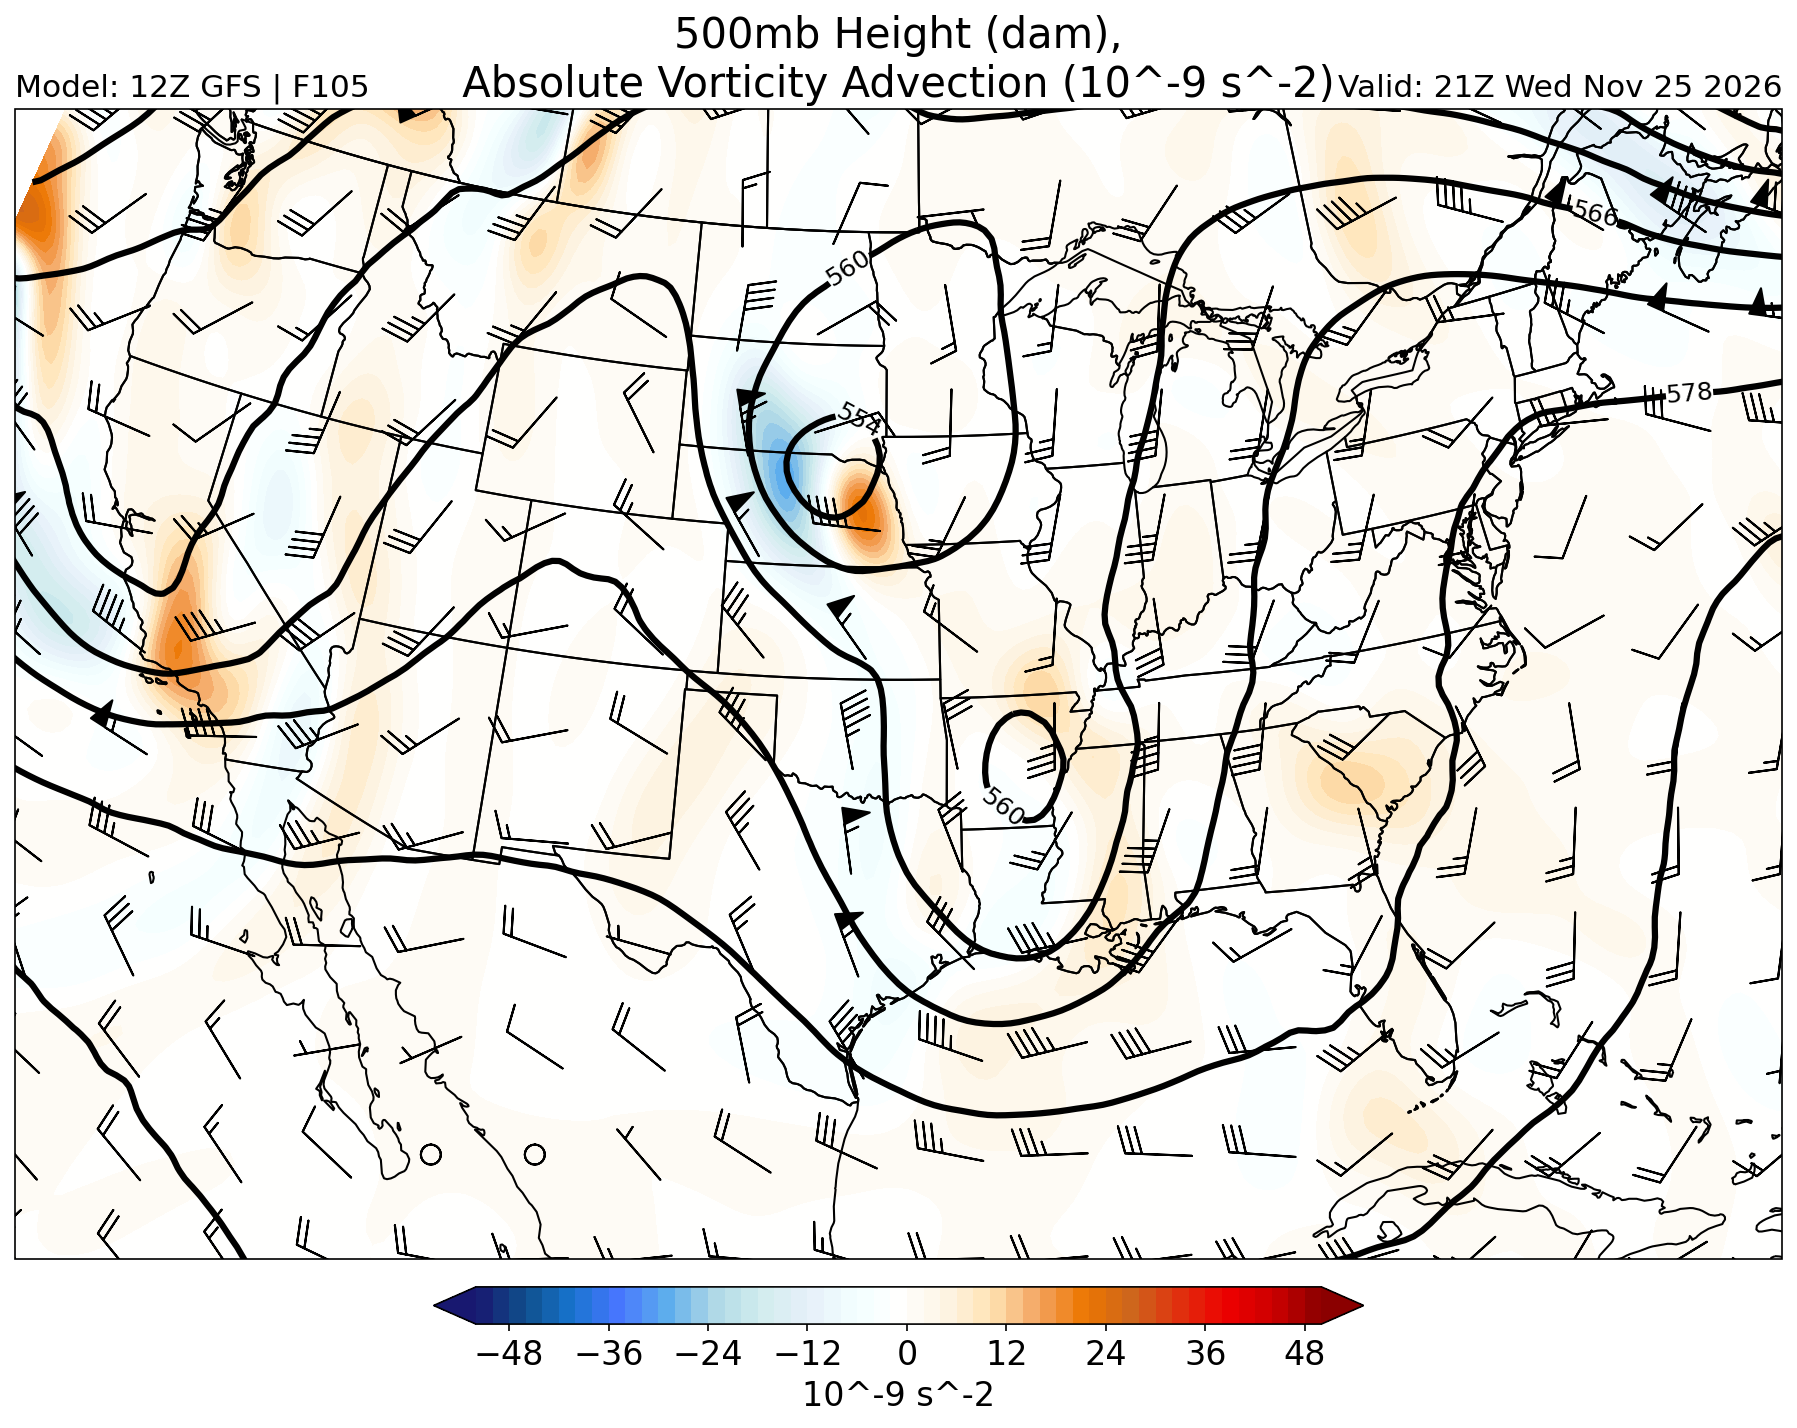 500mb Height (dam),
Model: 12Z GFS | F105
Absolute Vorticity Advection (10^-9 s^-2)
Valid: 21Z Wed Nov 25 2026
566
560
578
554
560
−48 −36 −24 −12 0 12 24 36 48
10^-9 s^-2